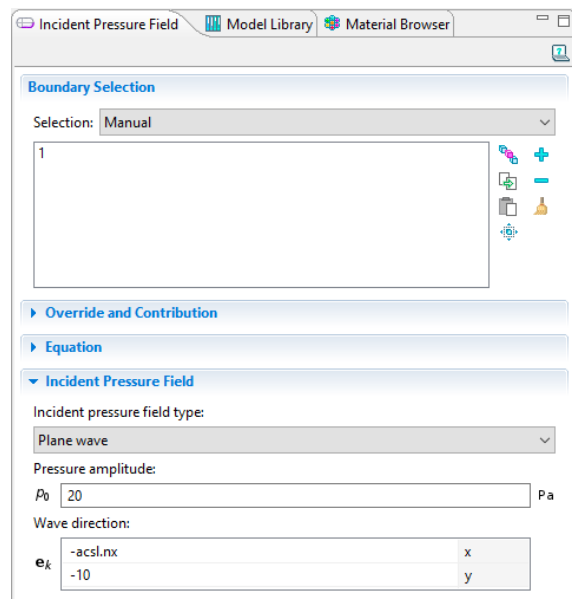 Incident Pressure Field Model Library Material Browser
Boundary Selection
Selection: Manual
1
Override and Contribution
Equation
Incident Pressure Field
Incident pressure field type:
Plane wave
Pressure amplitude:
p0 20 Pa
Wave direction:
ek
-acsl.nx x
-10 y